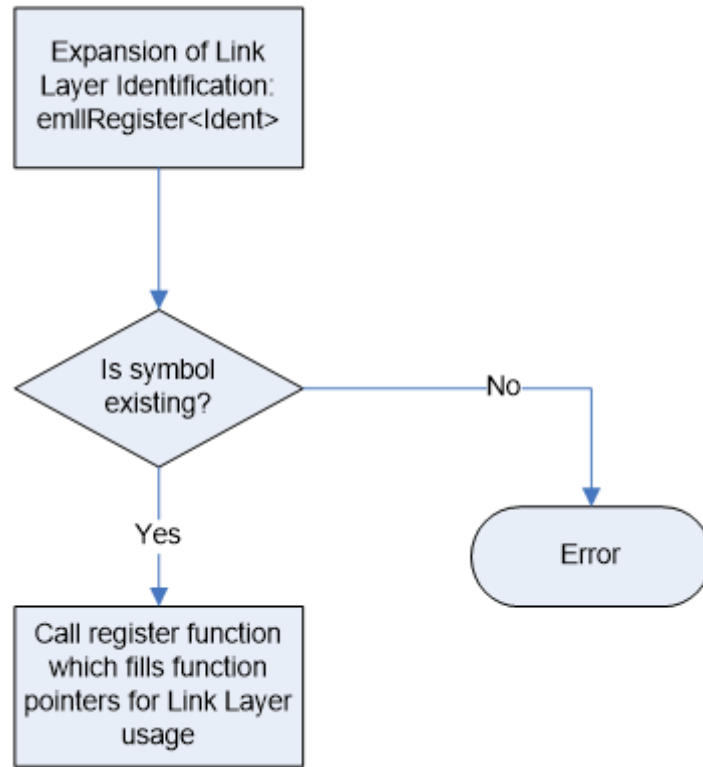 Expansion of Link
Layer Identification:
emllRegister<Ident>
Is symbol
existing?
No
Yes
Error
Call register function
which fills function
pointers for Link Layer
usage